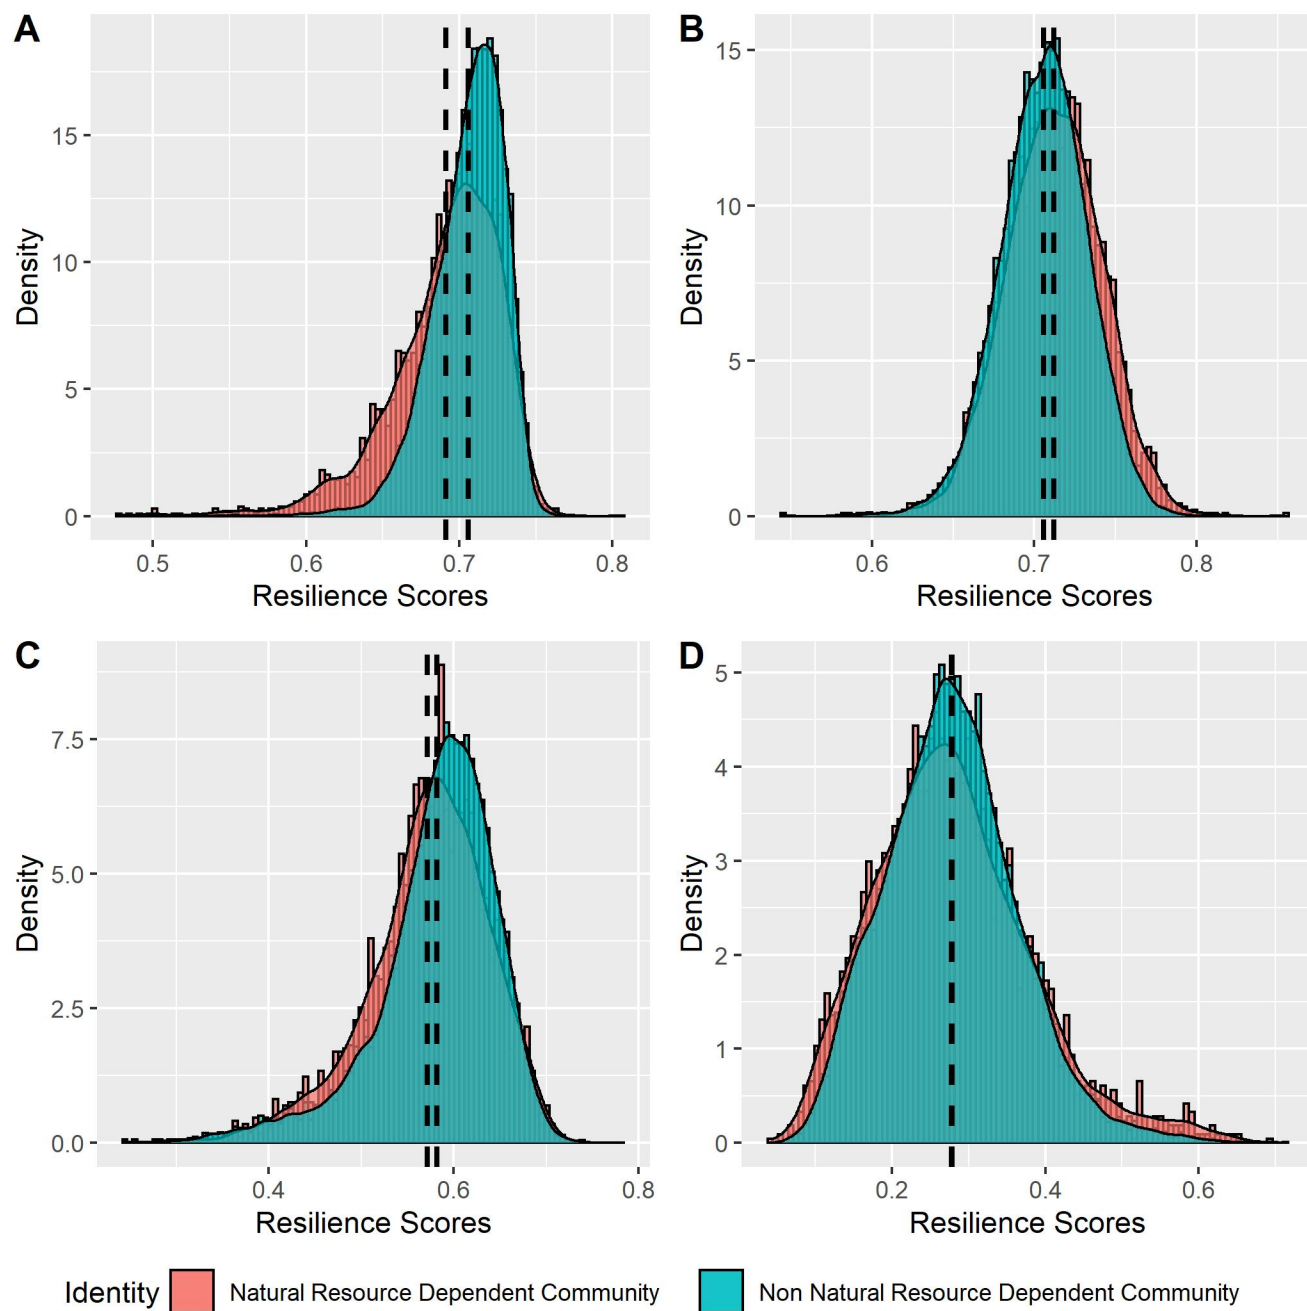 A
Density
15
10
5
0
0.5 0.6 0.7 0.8
Resilience Scores
B
Density
15
10
5
0
0.6 0.7 0.8
Resilience Scores
C
Density
7.5
5.0
2.5
0.0
0.4 0.6 0.8
Resilience Scores
D
Density
5
4
3
2
1
0
0.2 0.4 0.6
Resilience Scores
Identity Natural Resource Dependent Community Non Natural Resource Dependent Community